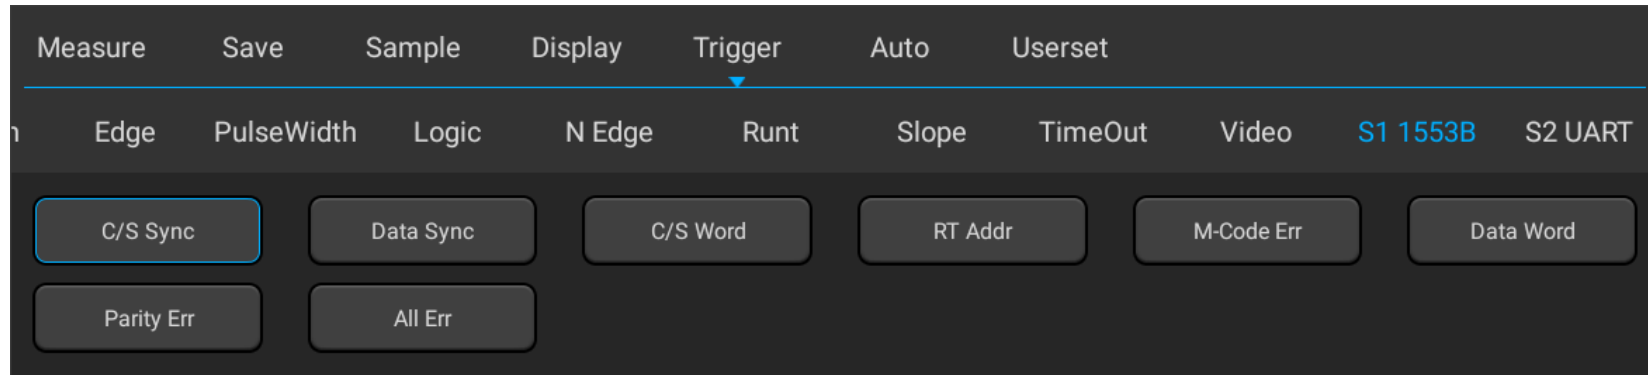 Measure Save Sample Display Trigger Auto Userset
Edge PulseWidth Logic N Edge Runt Slope TimeOut Video S1 1553B S2 UART
C/S Sync Data Sync C/S Word RT Addr M-Code Err Data Word
Parity Err All Err